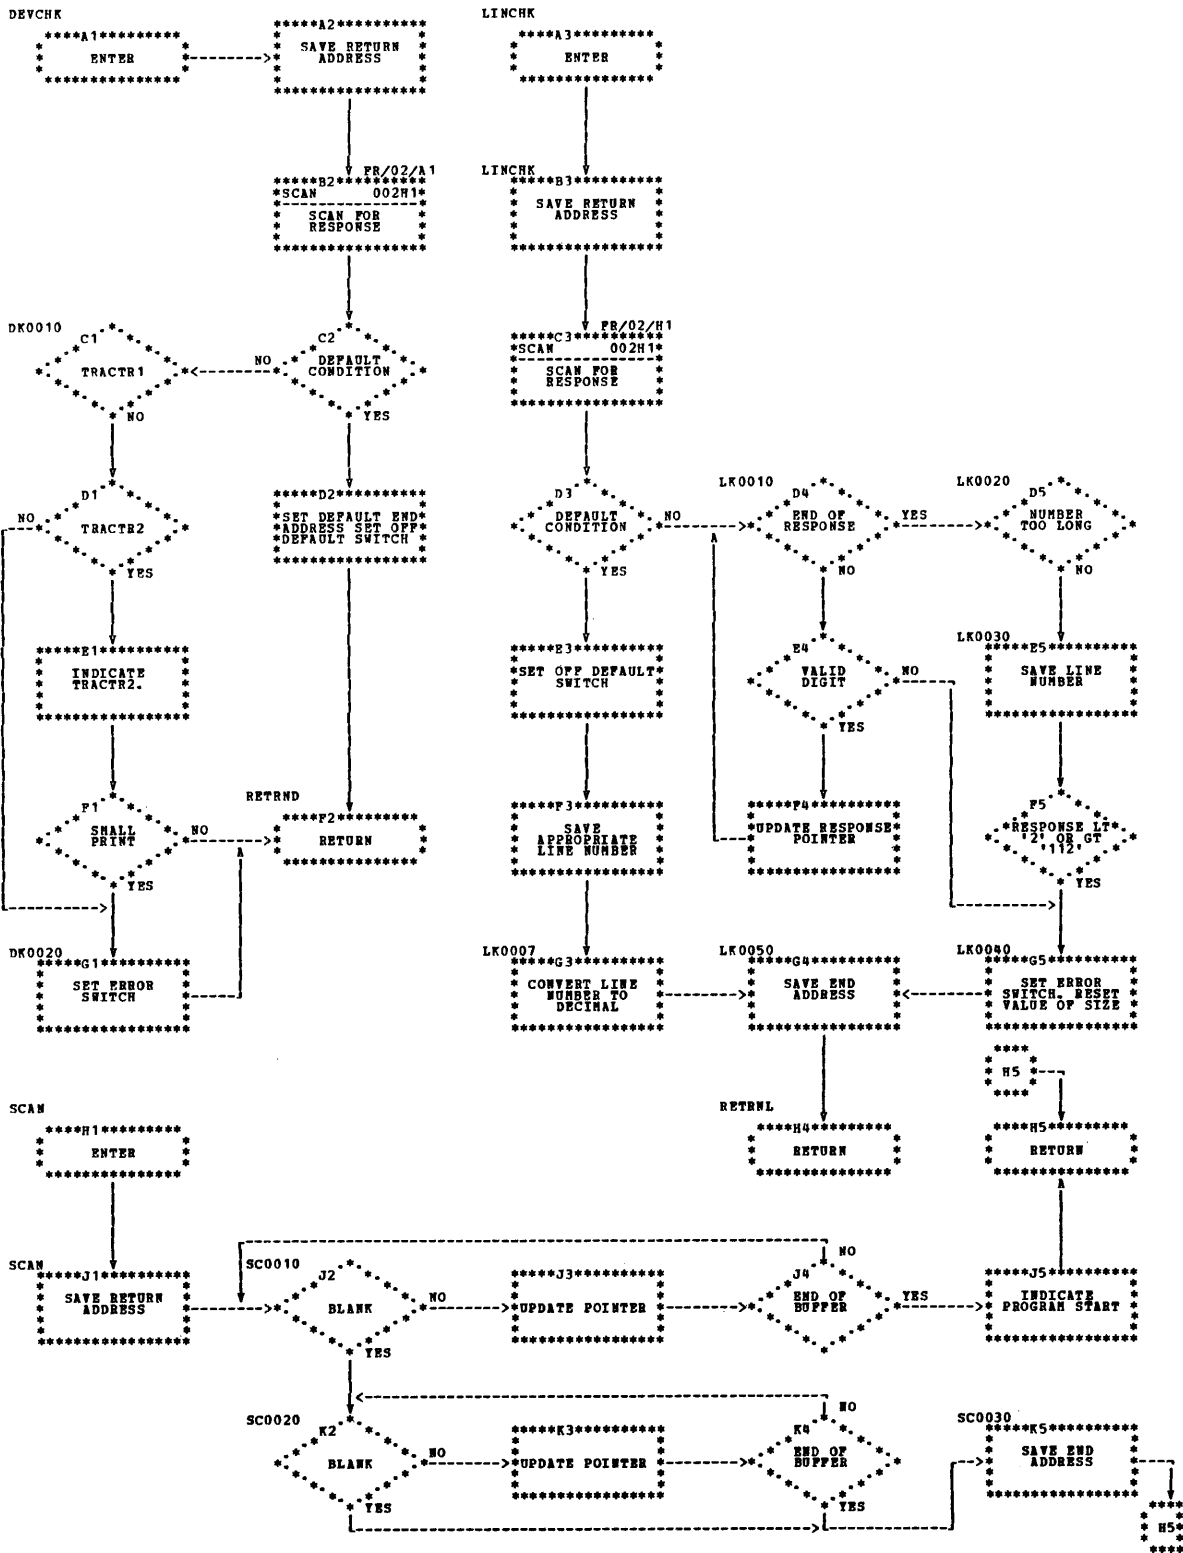 DEVCHK
LINCHK
A1
A2
A3
ENTER
SAVE RETURN
ADDRESS
ENTER
PR/02/A1
LINCHK
B2
SCAN 002H1
SCAN FOR
RESPONSE
B3
SAVE RETURN
ADDRESS
DK0010
C1
TRACTR1
NO
NO
C2
DEFAULT
CONDITION
YES
PR/02/H1
C3
SCAN 002H1
SCAN FOR
RESPONSE
D1
TRACTR2
NO
YES
D2
SET DEFAULT END
ADDRESS SET OFF
DEFAULT SWITCH
D3
DEFAULT
CONDITION
NO
YES
LK0010
D4
END OF
RESPONSE
YES
NO
LK0020
D5
NUMBER
TOO LONG
NO
E1
INDICATE
TRACTR2.
E3
SET OFF DEFAULT
SWITCH
E4
VALID
DIGIT
NO
YES
LK0030
E5
SAVE LINE
NUMBER
F1
SMALL
PRINT
NO
YES
RETRND
F2
RETURN
F3
SAVE
APPROPRIATE
LINE NUMBER
F4
UPDATE RESPONSE
POINTER
F5
RESPONSE LT
'2' OR GT
'112'
YES
DK0020
G1
SET ERROR
SWITCH
LK0007
G3
CONVERT LINE
NUMBER TO
DECIMAL
LK0050
G4
SAVE END
ADDRESS
LK0040
G5
SET ERROR
SWITCH. RESET
VALUE OF SIZE
H5
SCAN
H1
ENTER
RETRNL
H4
RETURN
H5
RETURN
SCAN
J1
SAVE RETURN
ADDRESS
SC0010
J2
BLANK
NO
YES
J3
UPDATE POINTER
NO
J4
END OF
BUFFER
YES
J5
INDICATE
PROGRAM START
SC0020
K2
BLANK
NO
YES
K3
UPDATE POINTER
NO
K4
END OF
BUFFER
YES
SC0030
K5
SAVE END
ADDRESS
H5